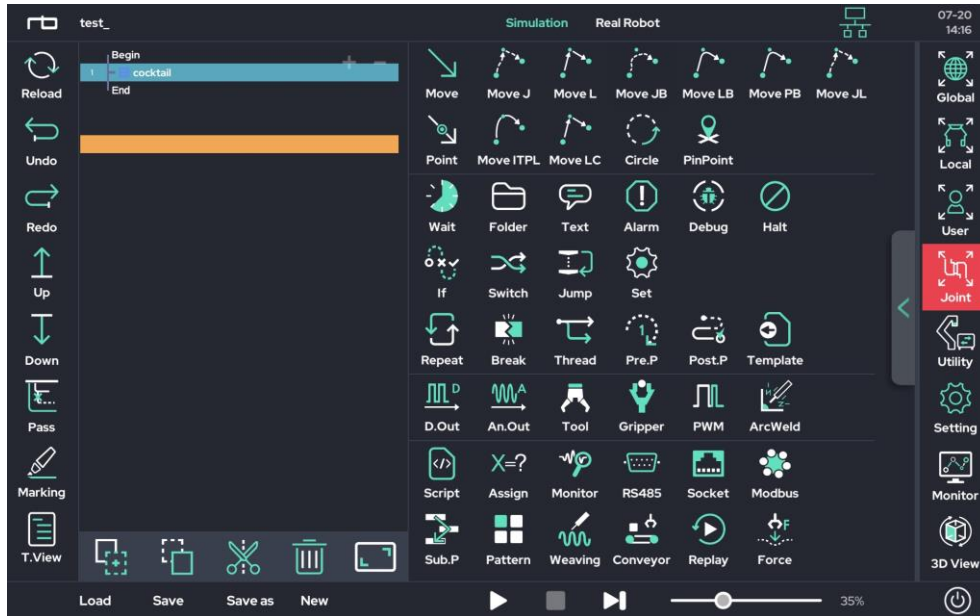 rb test_ Simulation Real Robot 07-20
14:16
Reload
Undo
Redo
Up
Down
Pass
Marking
T.View
Begin
1 cocktail
End
Move Move J Move L Move JB Move LB Move PB Move JL
Point Move ITPL Move LC Circle PinPoint
Wait Folder Text Alarm Debug Halt
If Switch Jump Set
Repeat Break Thread Pre.P Post.P Template
D A
D.Out An.Out Tool Gripper PWM ArcWeld
X=?
Script Assign Monitor RS485 Socket Modbus
F
Sub.P Pattern Weaving Conveyor Replay Force
Global
Local
User
Joint
Utility
Setting
Monitor
3D View
Load Save Save as New 35%